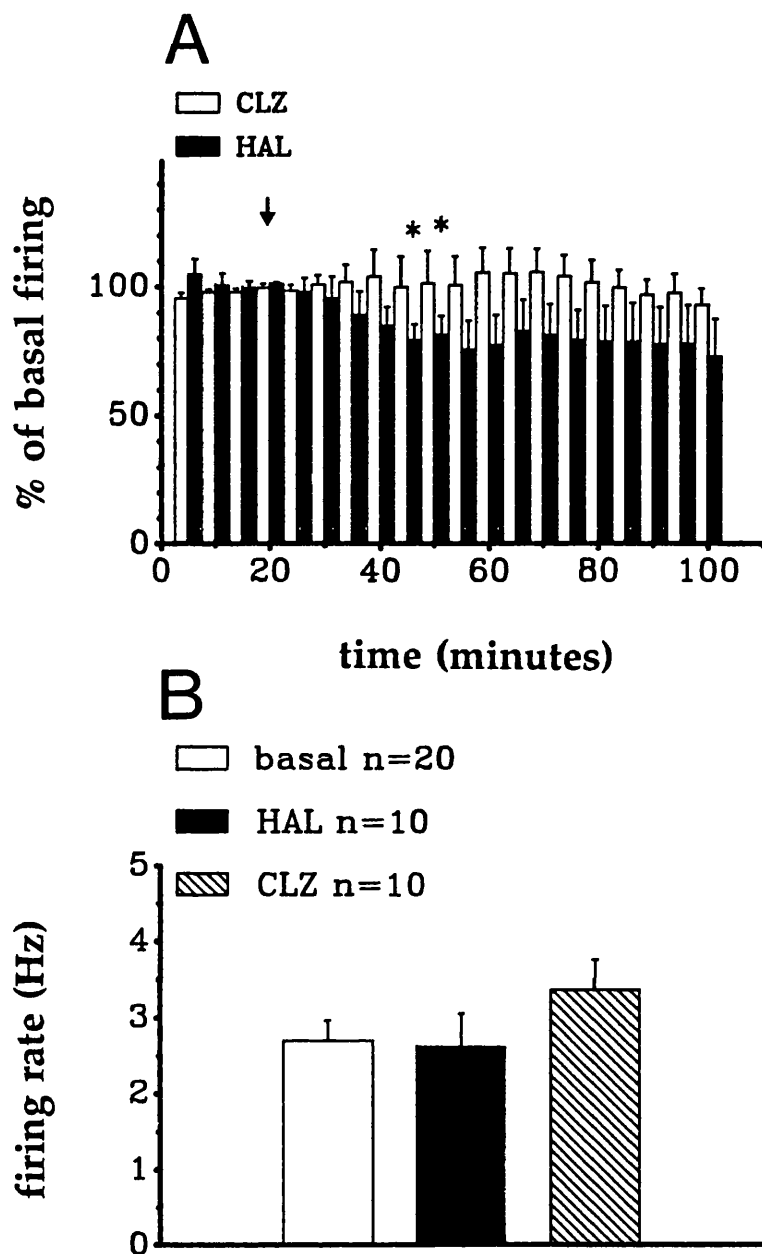 A
CLZ
HAL
% of basal firing
* *
100
50
0
0 20 40 60 80 100
time (minutes)
B
basal n=20
HAL n=10
CLZ n=10
firing rate (Hz)
5
4
3
2
1
0